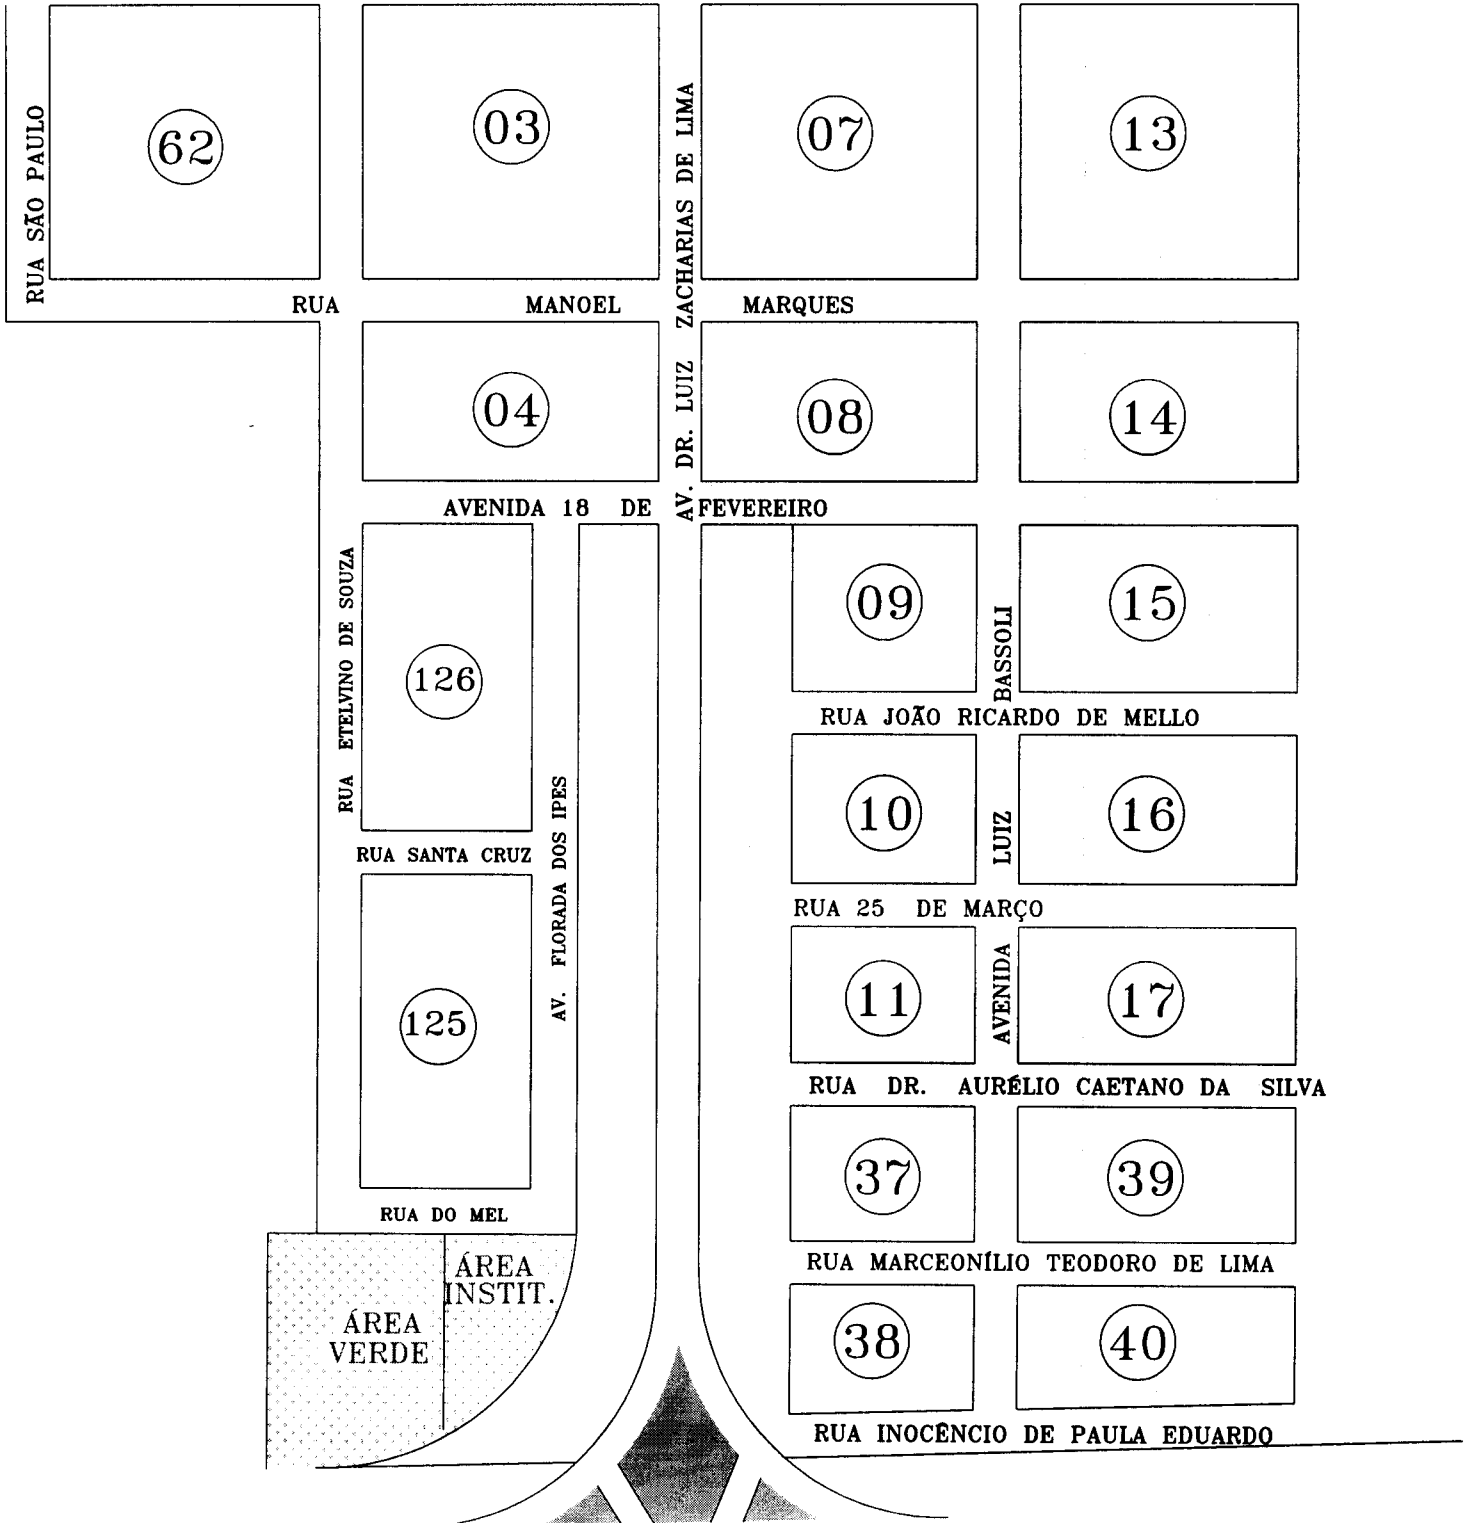 62
03
07
13
RUA SÃO PAULO
AV. DR. LUIZ ZACHARIAS DE LIMA
RUA MANOEL MARQUES
04
08
14
AVENIDA 18 DE FEVEREIRO
RUA ETELVINO DE SOUZA
126
09
15
AVENIDA LUIZ BASSOLI
RUA JOÃO RICARDO DE MELLO
10
16
AV. FLORADA DOS IPES
RUA SANTA CRUZ
RUA 25 DE MARÇO
125
11
17
RUA DR. AURÉLIO CAETANO DA SILVA
37
39
RUA DO MEL
RUA MARCEONÍLIO TEODORO DE LIMA
ÁREA
INSTIT.
ÁREA
VERDE
38
40
RUA INOCÊNCIO DE PAULA EDUARDO